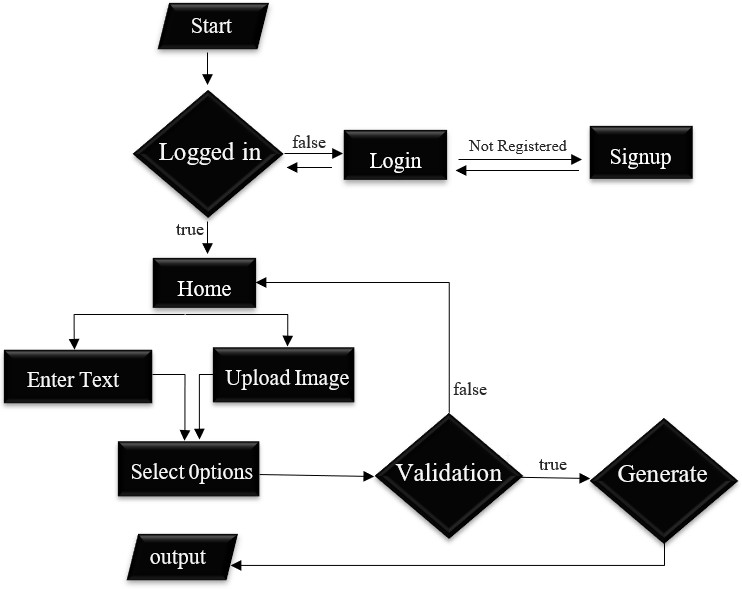 Start
Logged in
false
Login
Not Registered
Signup
true
Home
Enter Text
Upload Image
false
Select 0ptions
Validation
true
Generate
output